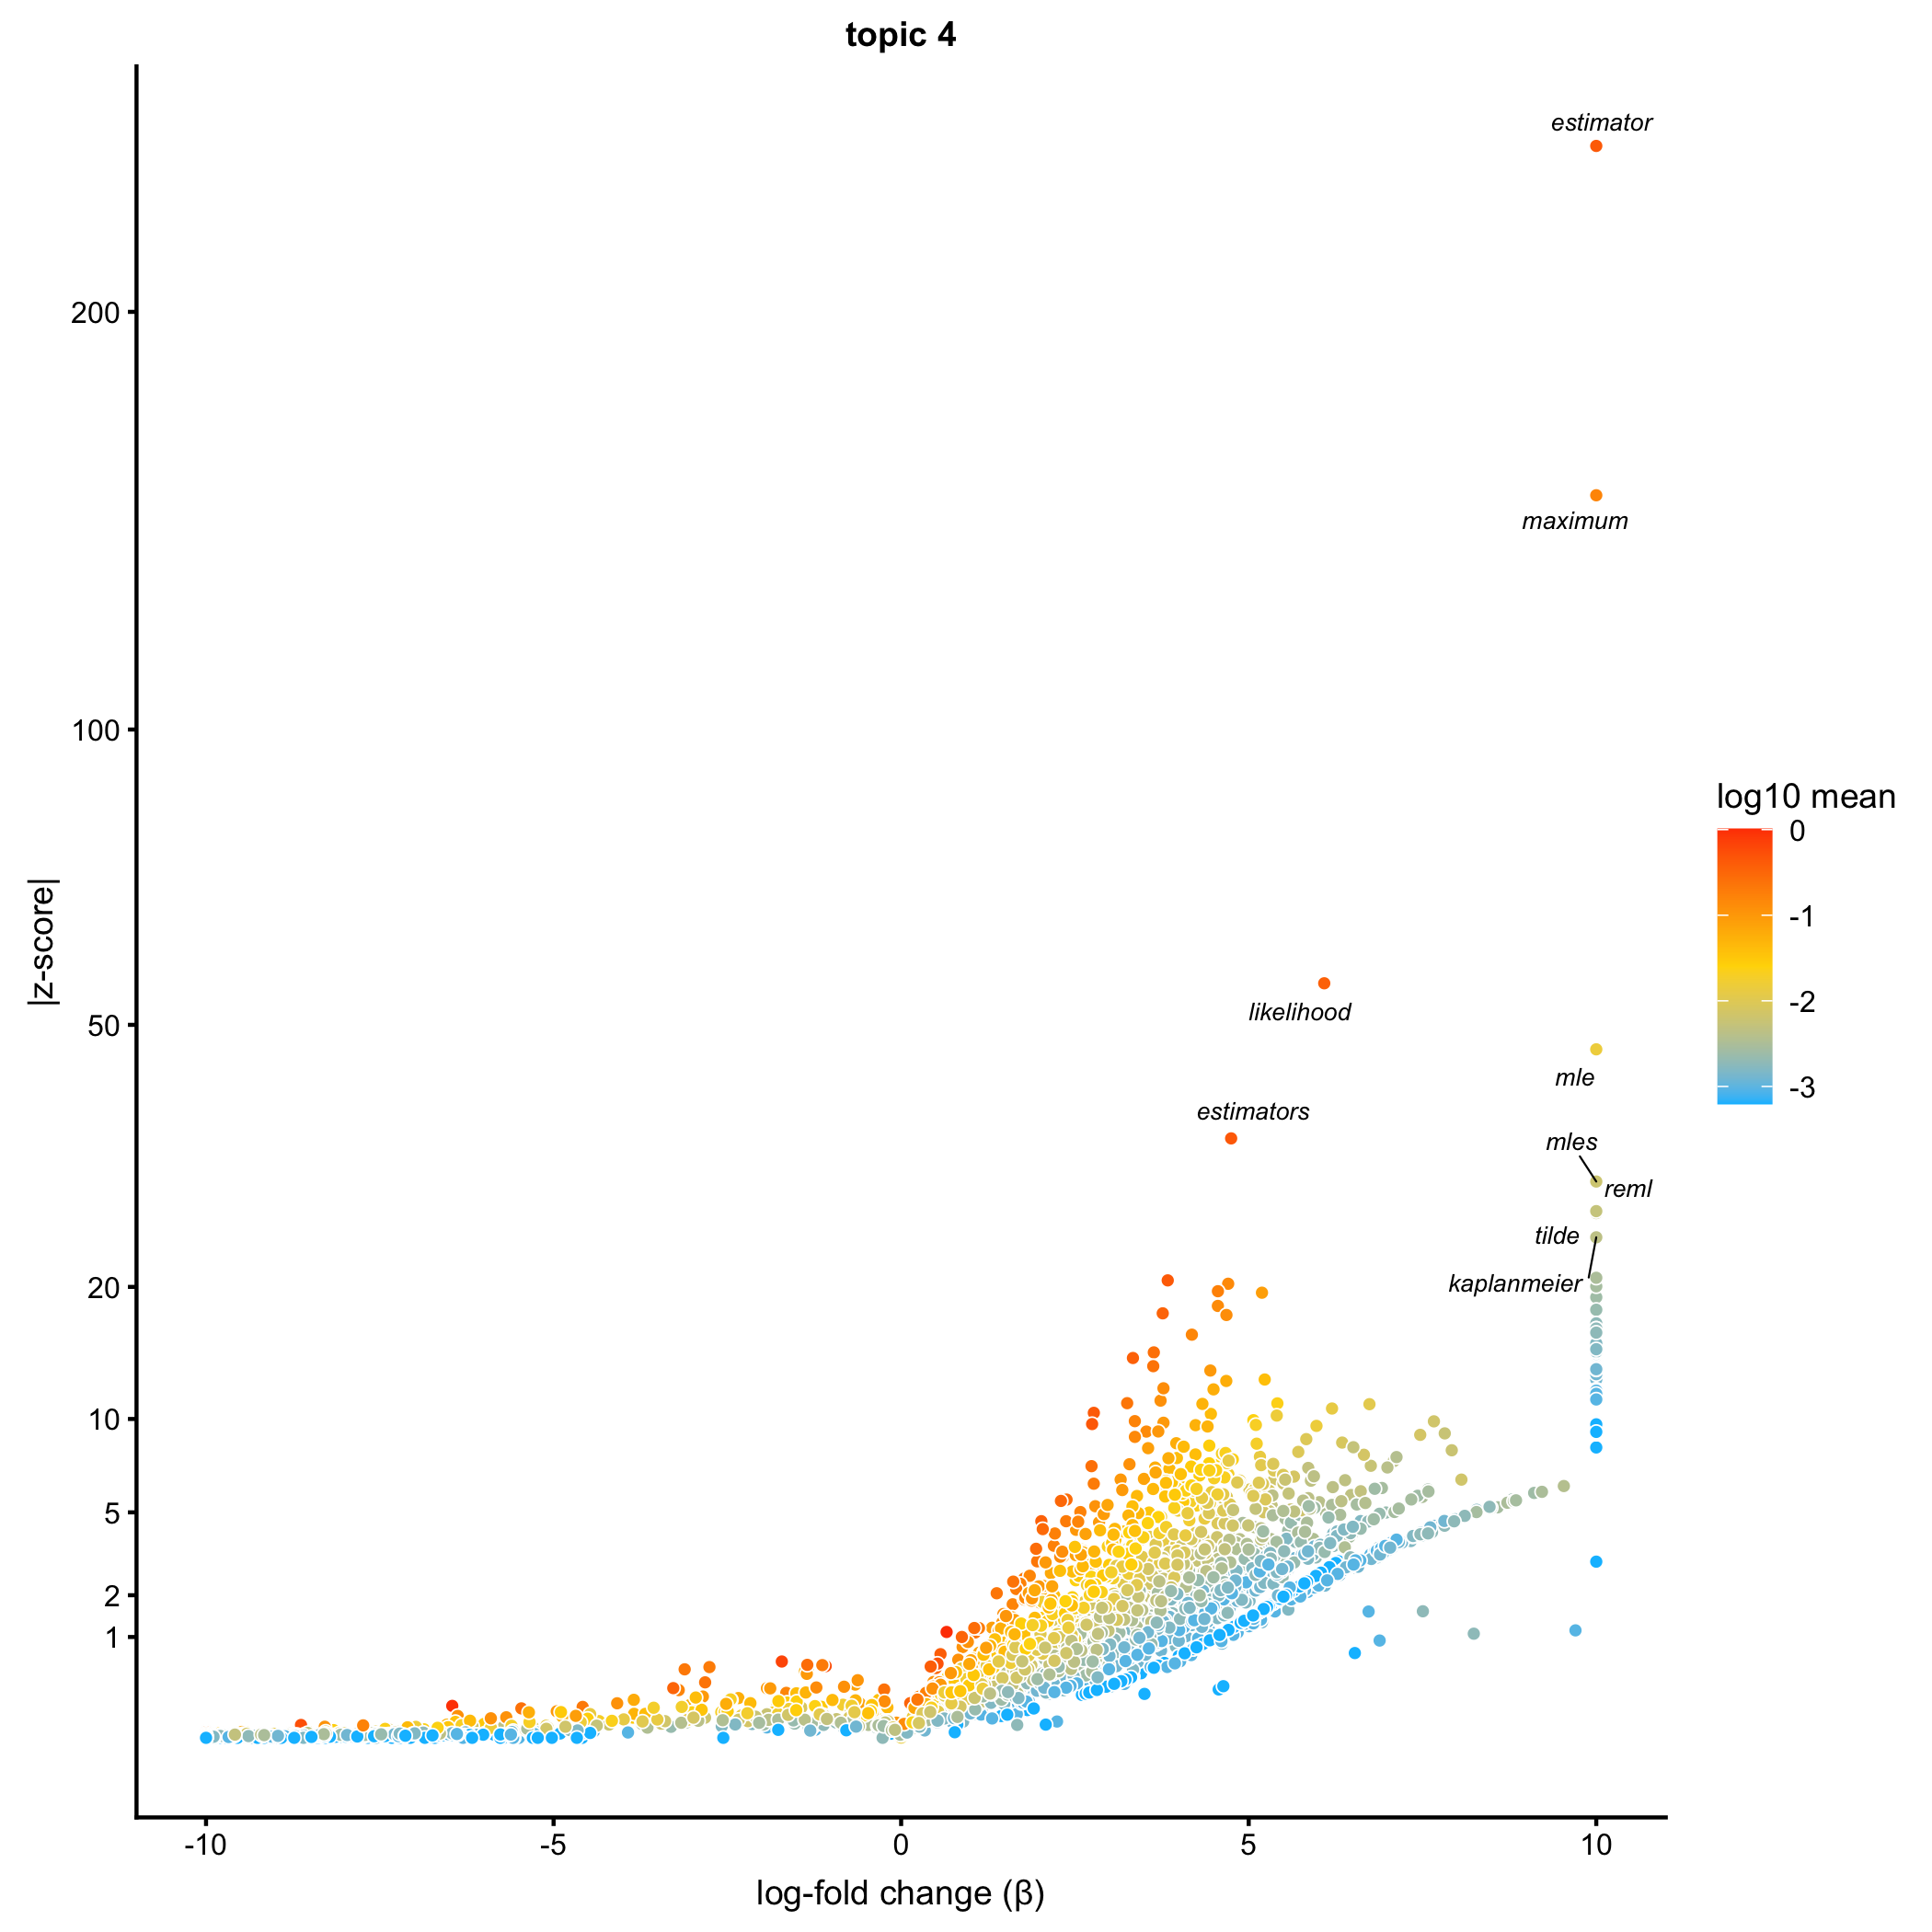 topic 4
estimator
200
maximum
100
log10 mean
0
-1
-2
-3
|z-score|
likelihood
50
mle
estimators
mles
reml
tilde
20
kaplanmeier
10
5
2
1
-10
-5
0
5
10
log-fold change (β)